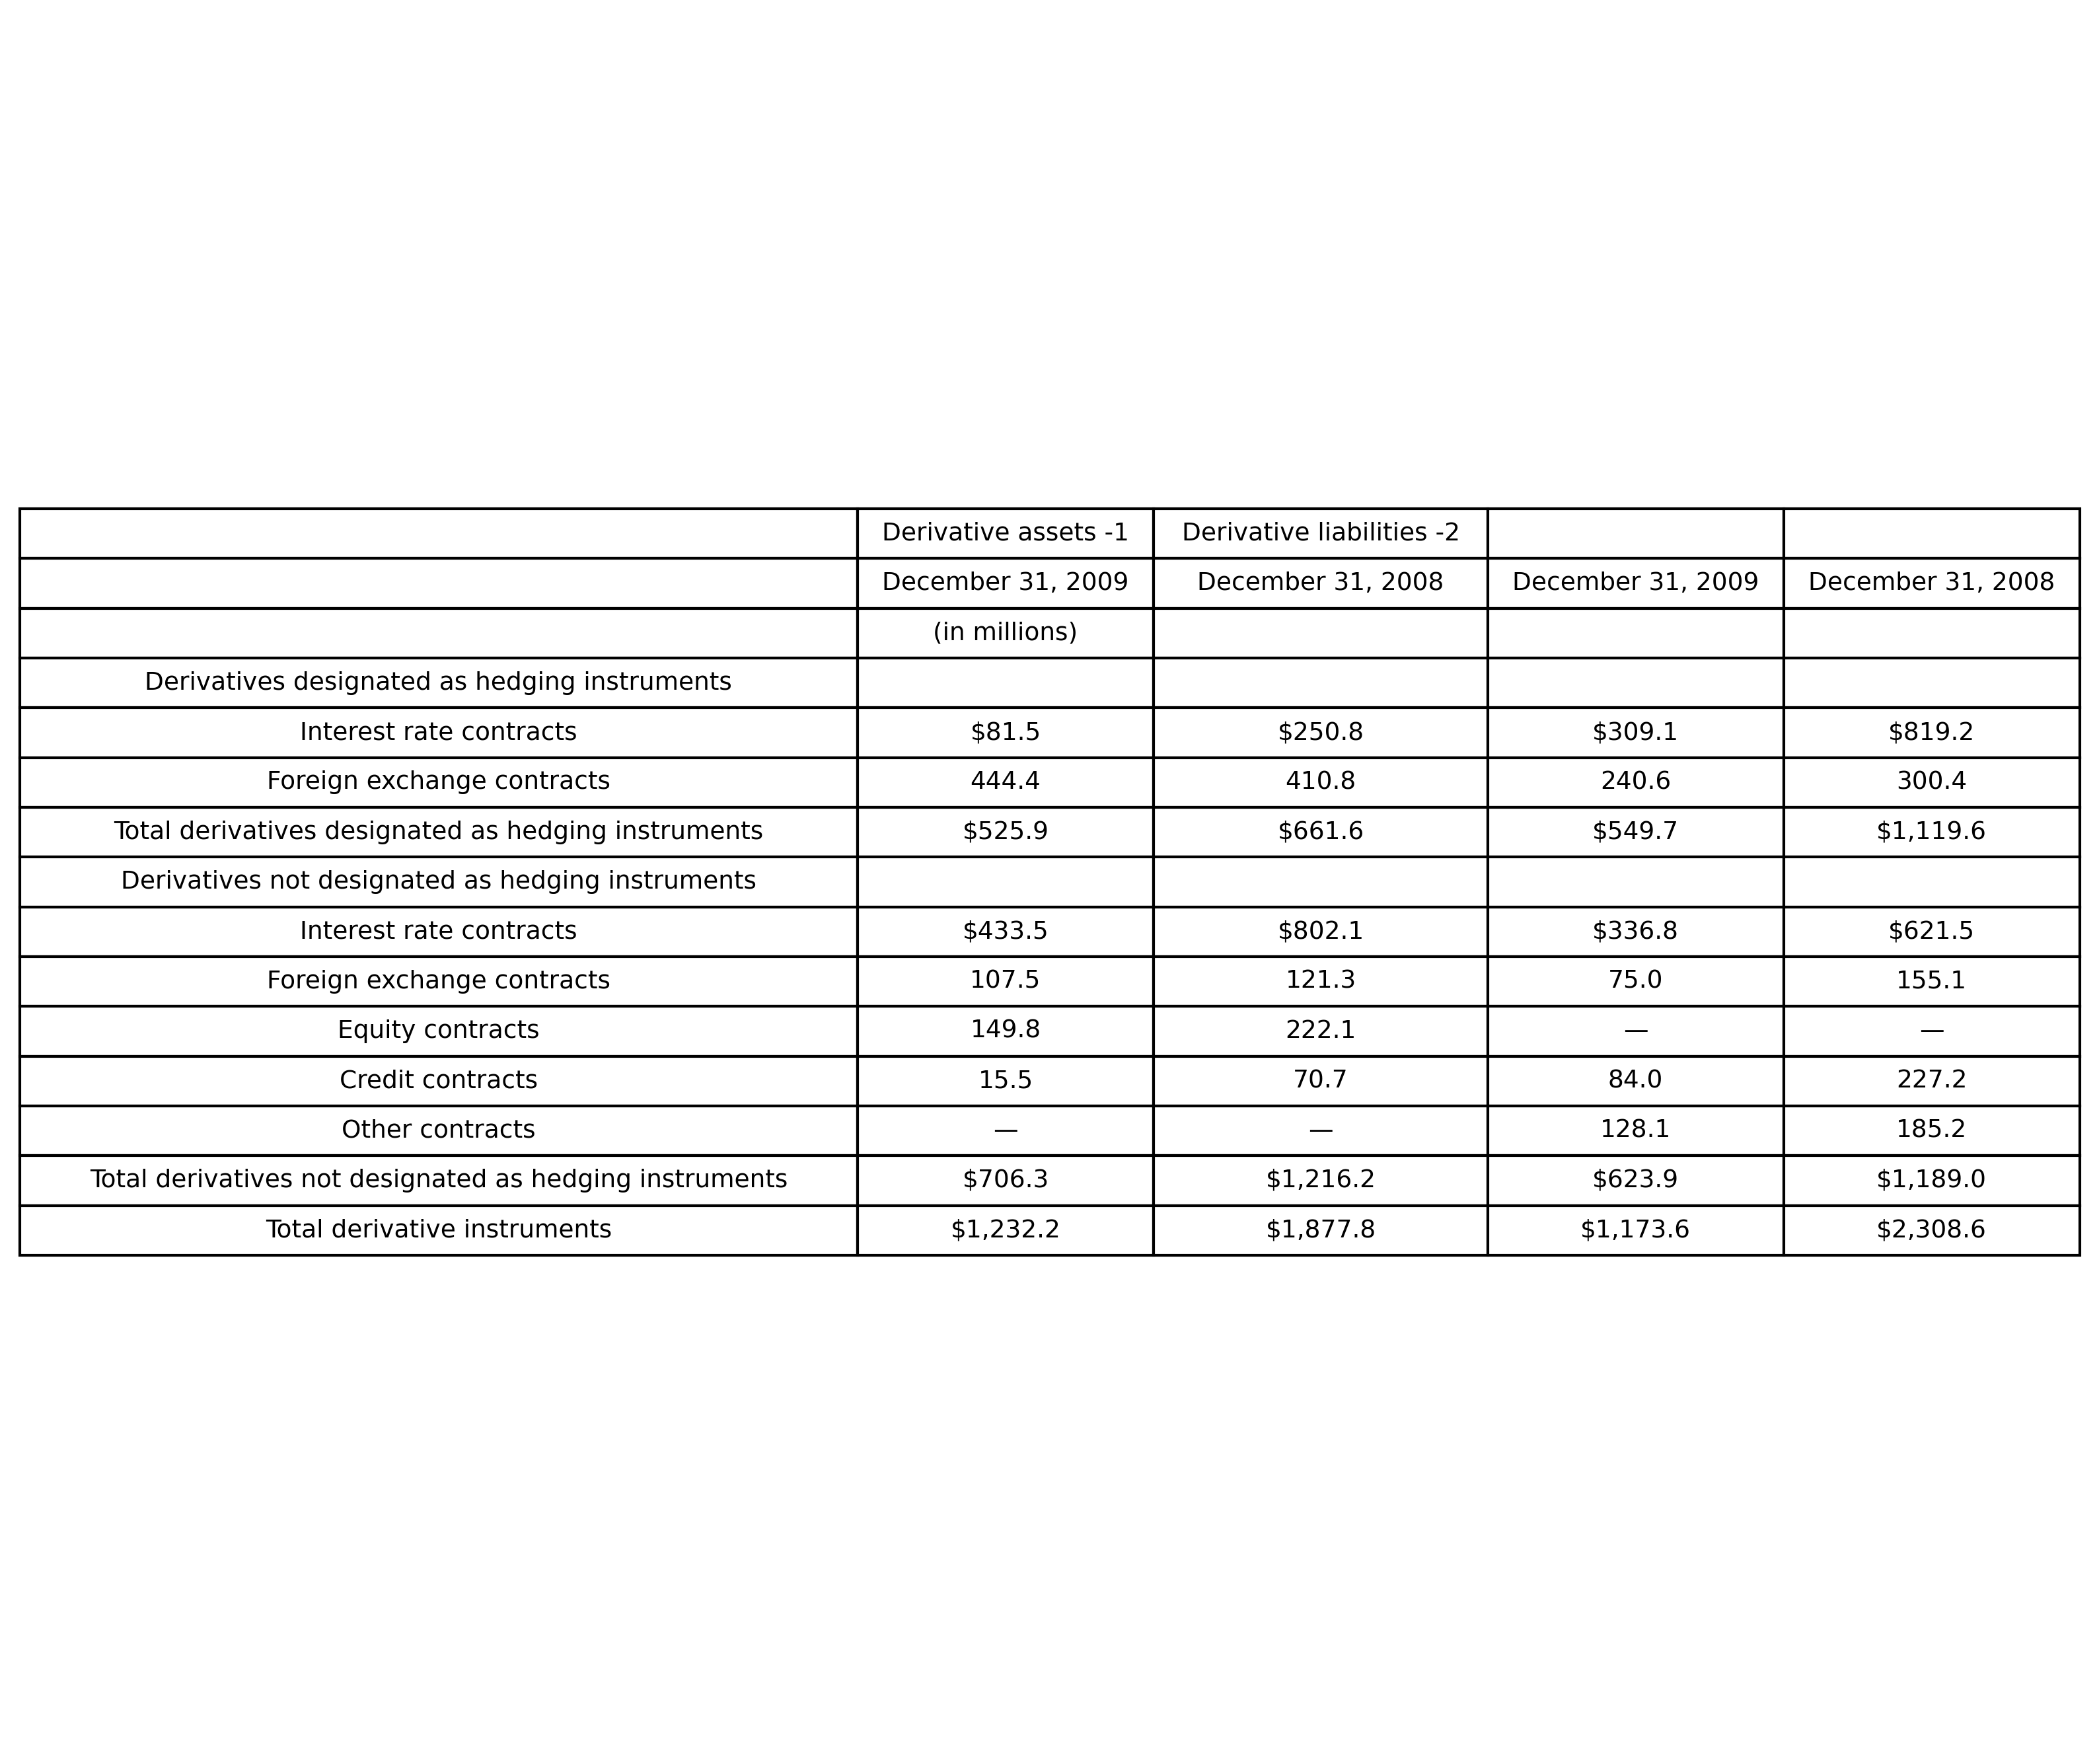 Derivative assets -1 Derivative liabilities -2
December 31, 2009 December 31, 2008 December 31, 2009 December 31, 2008
(in millions)
Derivatives designated as hedging instruments
Interest rate contracts $81.5 $250.8 $309.1 $819.2
Foreign exchange contracts 444.4 410.8 240.6 300.4
Total derivatives designated as hedging instruments $525.9 $661.6 $549.7 $1,119.6
Derivatives not designated as hedging instruments
Interest rate contracts $433.5 $802.1 $336.8 $621.5
Foreign exchange contracts 107.5 121.3 75.0 155.1
Equity contracts 149.8 222.1 — —
Credit contracts 15.5 70.7 84.0 227.2
Other contracts — — 128.1 185.2
Total derivatives not designated as hedging instruments $706.3 $1,216.2 $623.9 $1,189.0
Total derivative instruments $1,232.2 $1,877.8 $1,173.6 $2,308.6